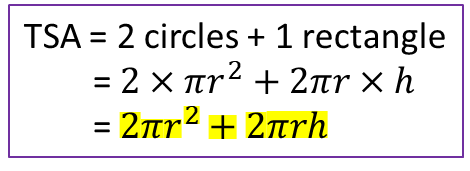 TSA = 2 circles + 1 rectangle
= 2 × πr² + 2πr × h
= 2πr² + 2πrh